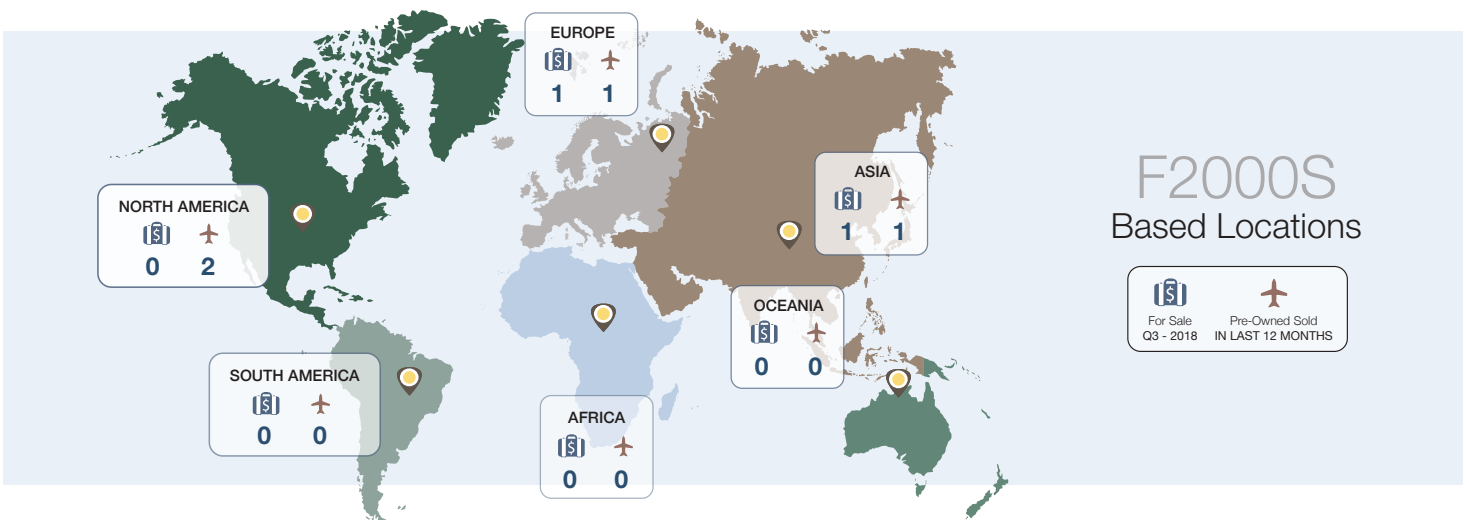 EUROPE
$
1 1
NORTH AMERICA
$
0 2
ASIA
$
1 1
F2000S
Based Locations
$
For Sale Pre-Owned Sold
Q3 - 2018 IN LAST 12 MONTHS
OCEANIA
$
0 0
SOUTH AMERICA
$
0 0
AFRICA
$
0 0